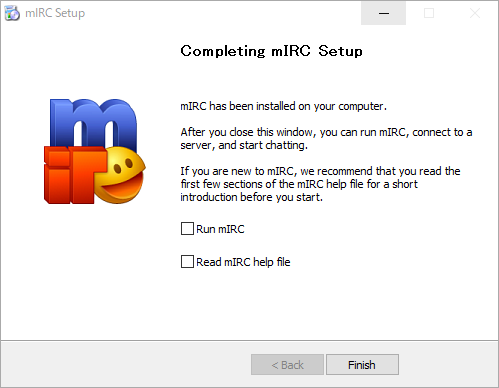 mIRC Setup
Completing mIRC Setup
mIRC has been installed on your computer.
After you close this window, you can run mIRC, connect to a
server, and start chatting.
If you are new to mIRC, we recommend that you read the
first few sections of the mIRC help file for a short
introduction before you start.
Run mIRC
Read mIRC help file
< Back
Finish